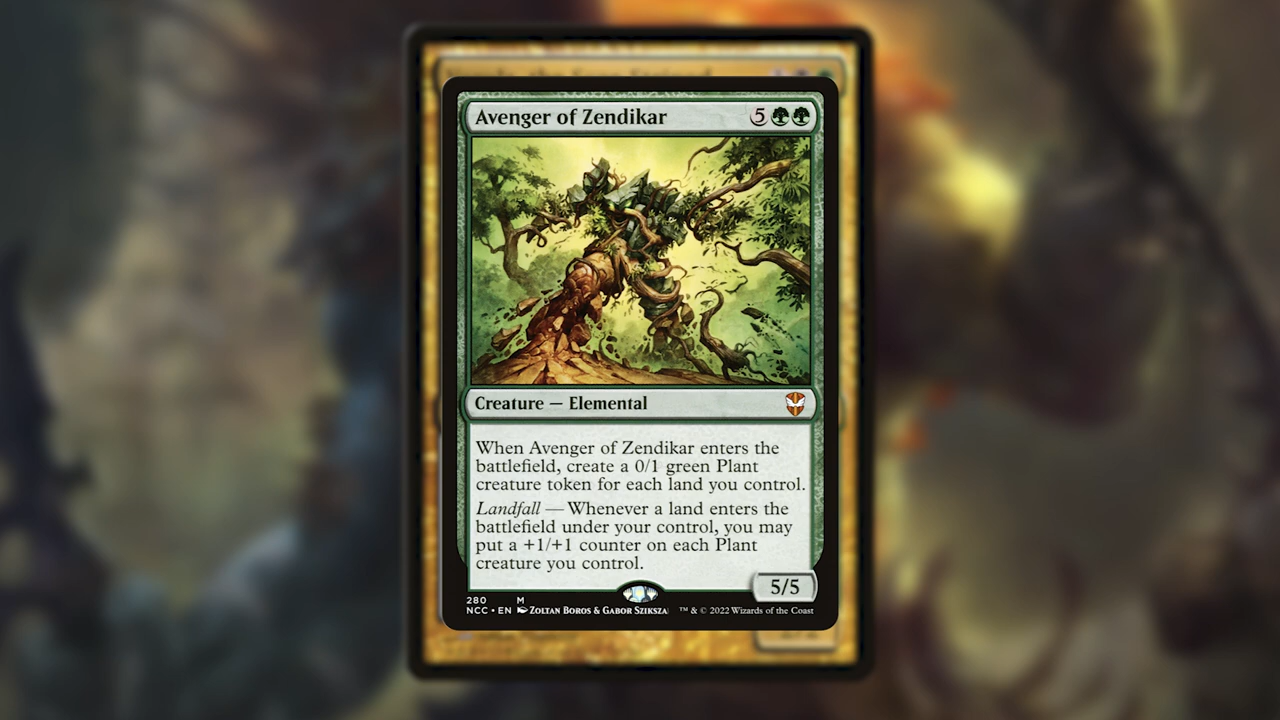 Avenger of Zendikar 5
Creature — Elemental
When Avenger of Zendikar enters the
battlefield, create a 0/1 green Plant
creature token for each land you control.
Landfall — Whenever a land enters the
battlefield under your control, you may
put a +1/+1 counter on each Plant
creature you control.
5/5
280 M
NCC • EN Zoltan Boros & Gabor Sziksza
™ & © 2022 Wizards of the Coast